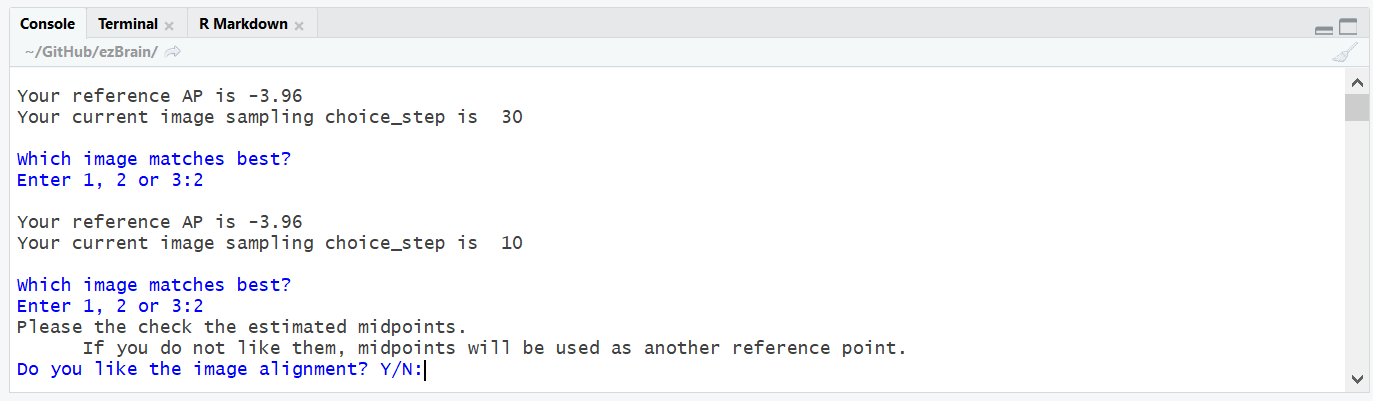 Console Terminal R Markdown
~/GitHub/ezBrain/
Your reference AP is -3.96
Your current image sampling choice_step is  30
Which image matches best?
Enter 1, 2 or 3:2
Your reference AP is -3.96
Your current image sampling choice_step is  10
Which image matches best?
Enter 1, 2 or 3:2
Please the check the estimated midpoints.
If you do not like them, midpoints will be used as another reference point.
Do you like the image alignment? Y/N: